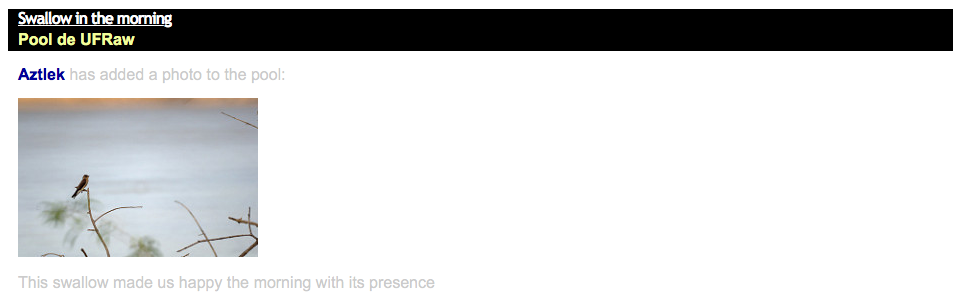 Swallow in the morning
Pool de UFRaw
Aztlek has added a photo to the pool:
This swallow made us happy the morning with its presence